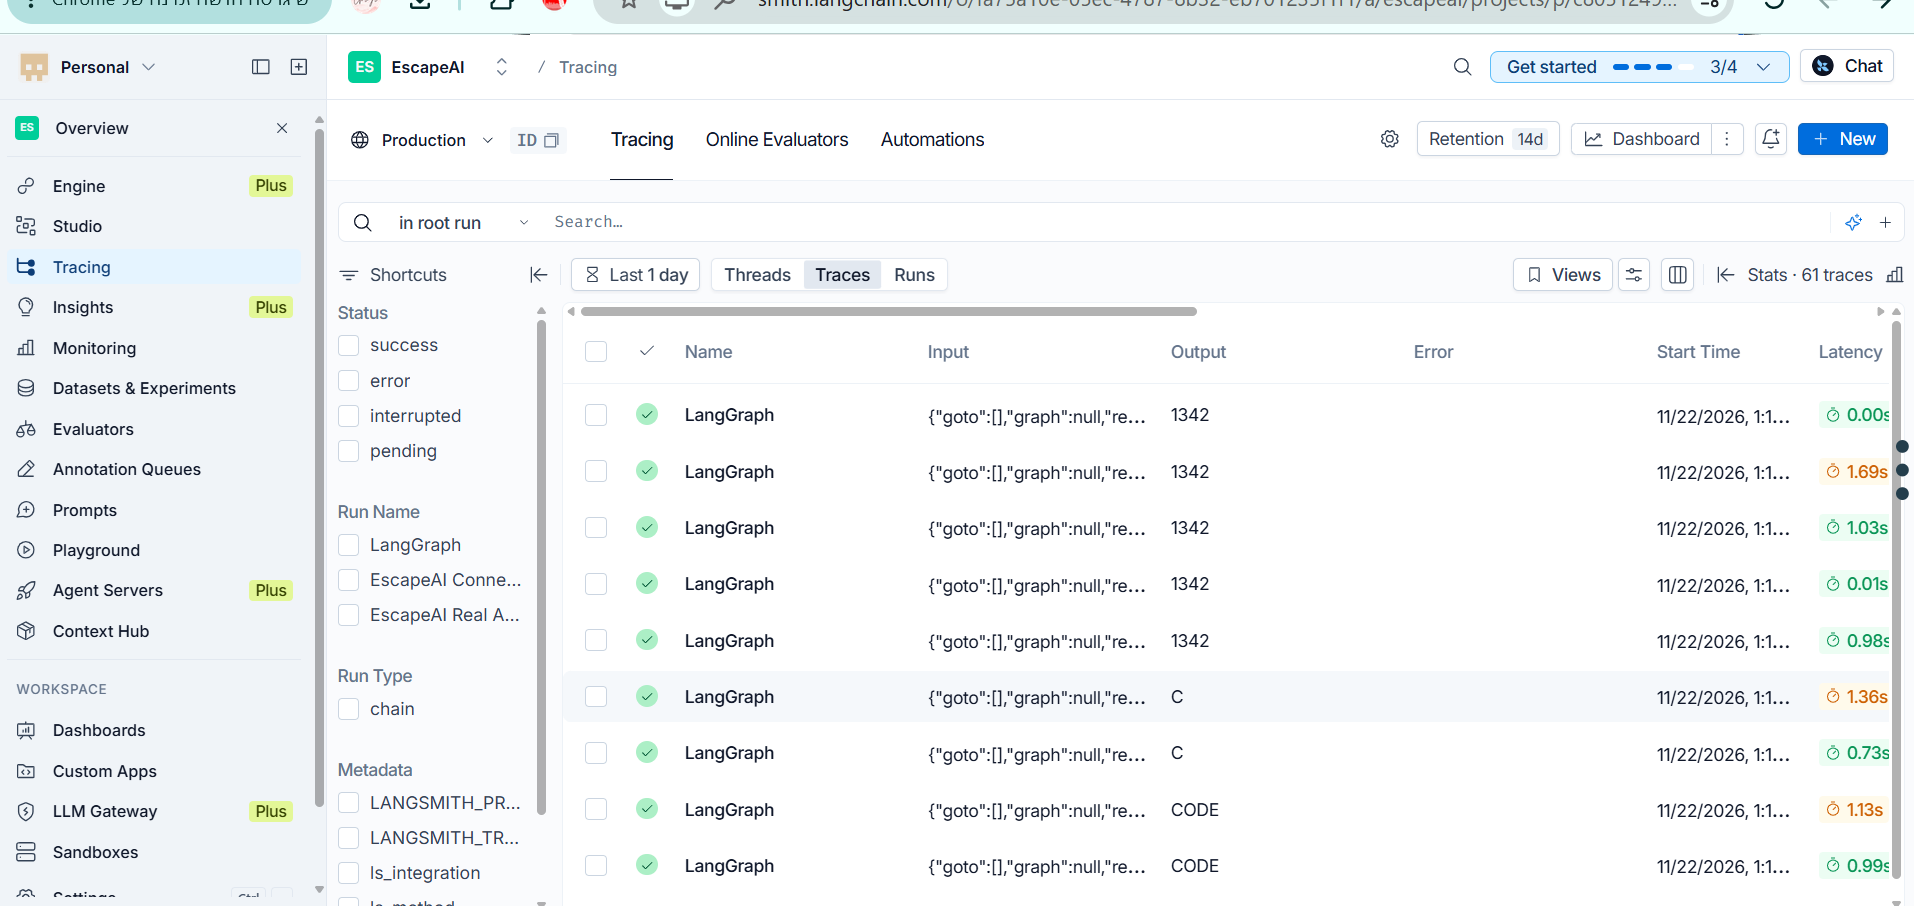 Personal
ES EscapeAI / Tracing
Get started 3/4
Chat
ES Overview
Engine Plus
Studio
Tracing
Insights Plus
Monitoring
Datasets & Experiments
Evaluators
Annotation Queues
Prompts
Playground
Agent Servers Plus
Context Hub
WORKSPACE
Dashboards
Custom Apps
LLM Gateway Plus
Sandboxes
Production ID
Tracing Online Evaluators Automations
Retention 14d
Dashboard
+ New
in root run Search...
Shortcuts
Last 1 day
Threads Traces Runs
Views
Stats · 61 traces
Status
success
error
interrupted
pending
Run Name
LangGraph
EscapeAI Conne...
EscapeAI Real A...
Run Type
chain
Metadata
LANGSMITH_PR...
LANGSMITH_TR...
ls_integration
Name Input Output Error Start Time Latency
LangGraph {"goto":[],"graph":null,"re... 1342 11/22/2026, 1:1... 0.00s
LangGraph {"goto":[],"graph":null,"re... 1342 11/22/2026, 1:1... 1.69s
LangGraph {"goto":[],"graph":null,"re... 1342 11/22/2026, 1:1... 1.03s
LangGraph {"goto":[],"graph":null,"re... 1342 11/22/2026, 1:1... 0.01s
LangGraph {"goto":[],"graph":null,"re... 1342 11/22/2026, 1:1... 0.98s
LangGraph {"goto":[],"graph":null,"re... C 11/22/2026, 1:1... 1.36s
LangGraph {"goto":[],"graph":null,"re... C 11/22/2026, 1:1... 0.73s
LangGraph {"goto":[],"graph":null,"re... CODE 11/22/2026, 1:1... 1.13s
LangGraph {"goto":[],"graph":null,"re... CODE 11/22/2026, 1:1... 0.99s